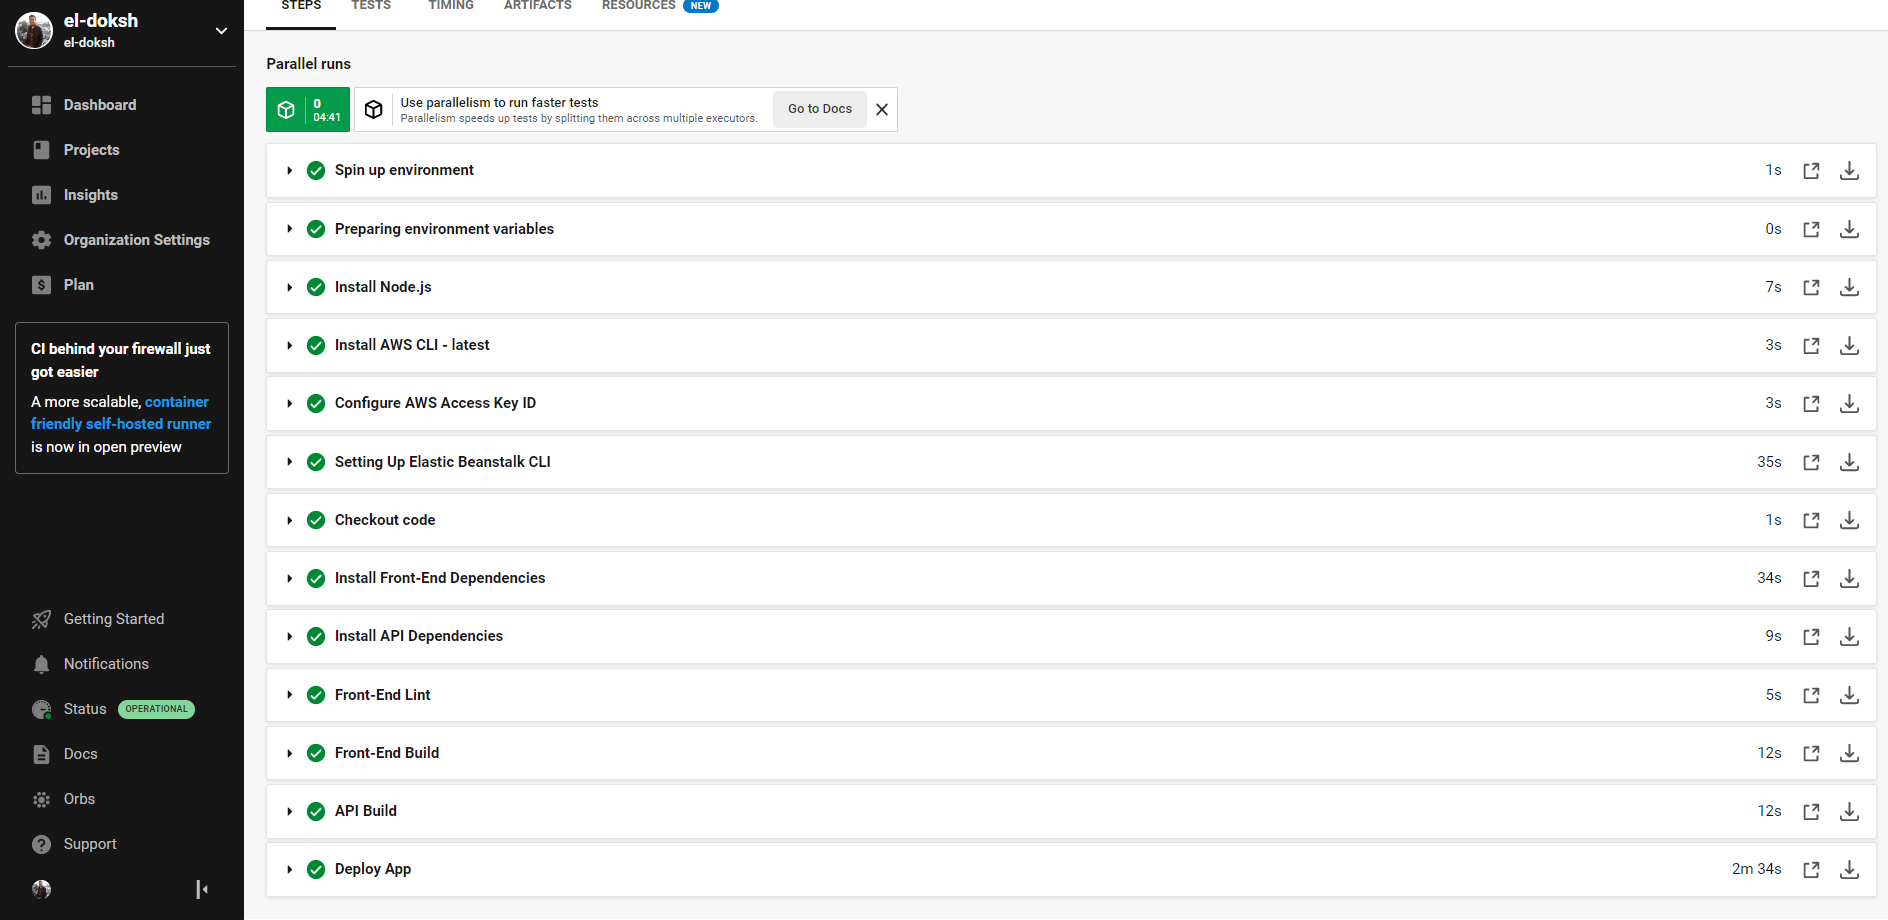 el-doksh
el-doksh
Dashboard
Projects
Insights
Organization Settings
Plan
CI behind your firewall just
got easier
A more scalable, container
friendly self-hosted runner
is now in open preview
Getting Started
Notifications
Status OPERATIONAL
Docs
Orbs
Support
STEPS TESTS TIMING ARTIFACTS RESOURCES NEW
Parallel runs
0
04:41
Use parallelism to run faster tests
Parallelism speeds up tests by splitting them across multiple executors.
Go to Docs
Spin up environment 1s
Preparing environment variables 0s
Install Node.js 7s
Install AWS CLI - latest 3s
Configure AWS Access Key ID 3s
Setting Up Elastic Beanstalk CLI 35s
Checkout code 1s
Install Front-End Dependencies 34s
Install API Dependencies 9s
Front-End Lint 5s
Front-End Build 12s
API Build 12s
Deploy App 2m 34s